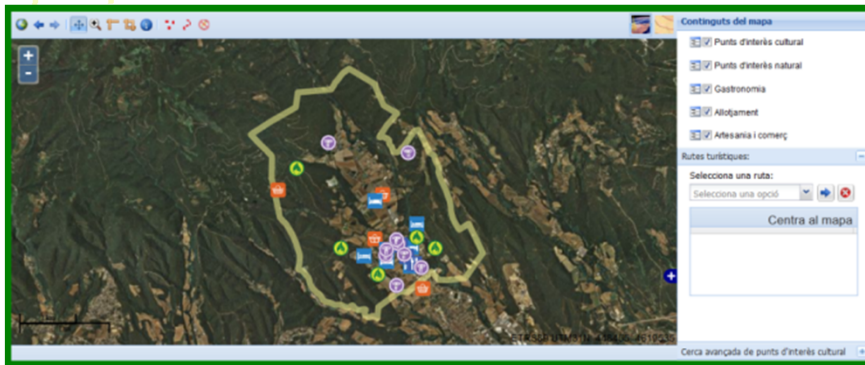 Continguts del mapa
Punts d'interès cultural
Punts d'interès natural
Gastronomia
Allotjament
Artesania i comerç
Rutes turístiques:
Selecciona una ruta:
Selecciona una opció
Centra al mapa
Cerca avançada de punts d'interès cultural